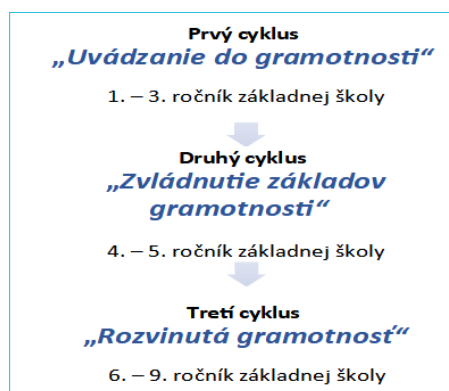 Prvý cyklus
„Uvádzanie do gramotnosti“
1. – 3. ročník základnej školy
Druhý cyklus
„Zvládnutie základov
gramotnosti“
4. – 5. ročník základnej školy
Tretí cyklus
„Rozvinutá gramotnosť“
6. – 9. ročník základnej školy